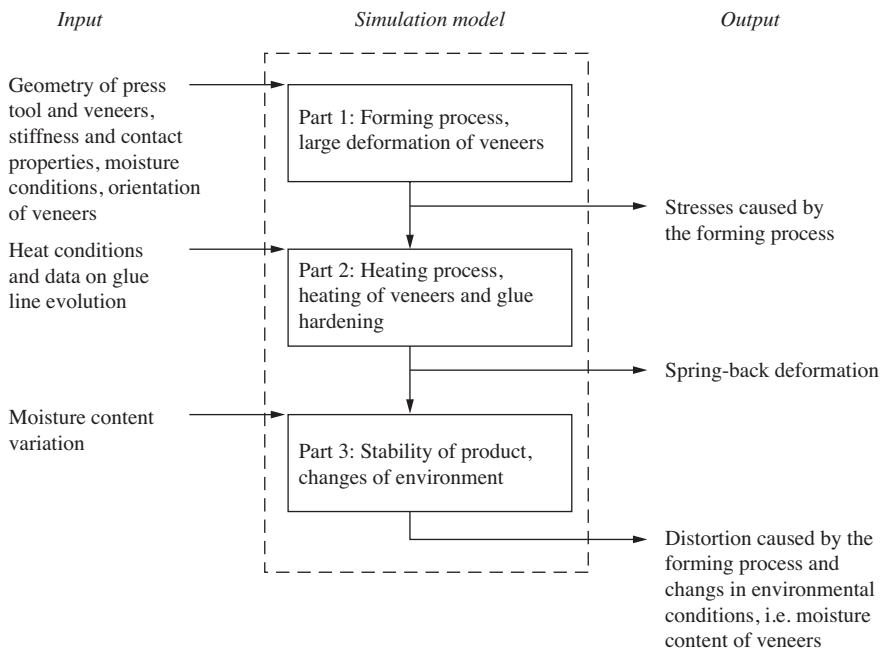 Input
Simulation model
Output
Geometry of press
tool and veneers,
stiffness and contact
properties, moisture
conditions, orientation
of veneers
Part 1: Forming process,
large deformation of veneers
Stresses caused by
the forming process
Heat conditions
and data on glue
line evolution
Part 2: Heating process,
heating of veneers and glue
hardening
Spring-back deformation
Moisture content
variation
Part 3: Stability of product,
changes of environment
Distortion caused by the
forming process and
changs in environmental
conditions, i.e. moisture
content of veneers